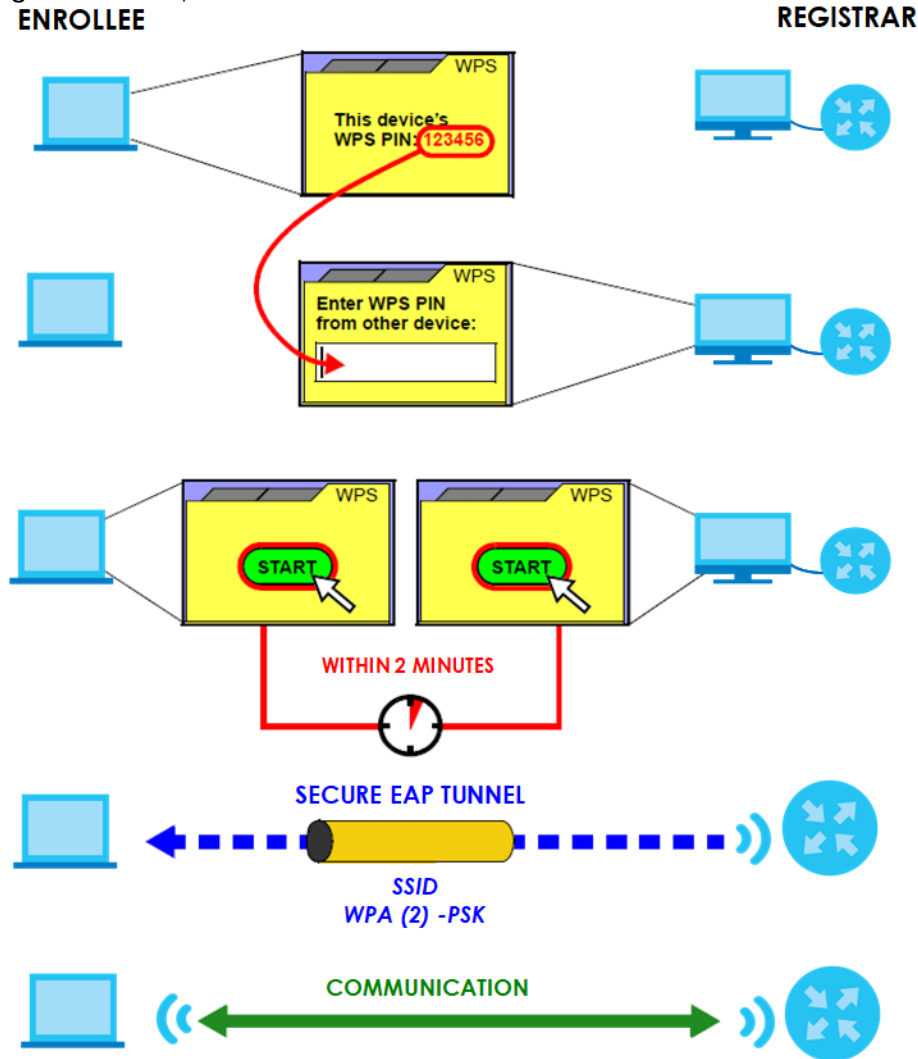 ENROLLEE
REGISTRAR
WPS
This device's
WPS PIN: 123456
WPS
Enter WPS PIN
from other device:
WPS
WPS
START
START
WITHIN 2 MINUTES
SECURE EAP TUNNEL
SSID
WPA (2) -PSK
COMMUNICATION